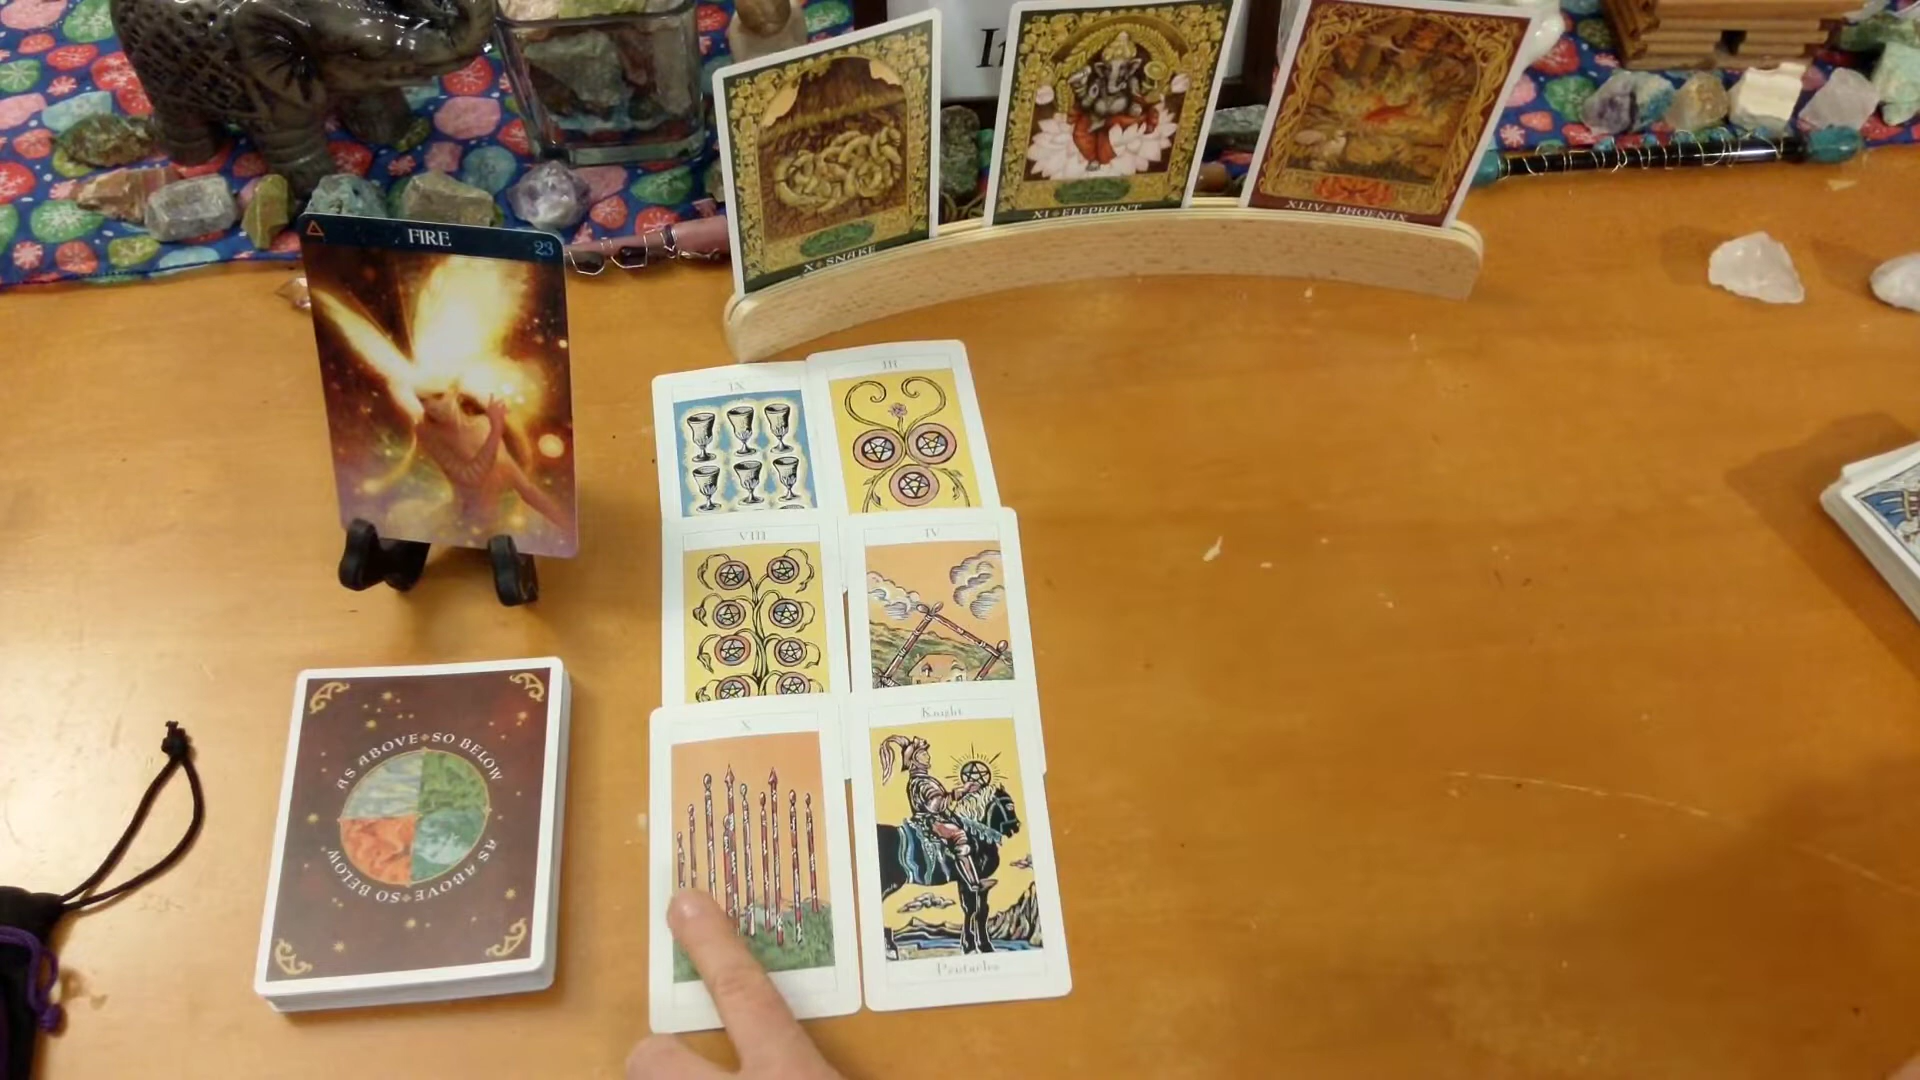 It
X SNAKE
XI ELEPHANT
XLIV PHOENIX
FIRE 23
IX
III
VIII
IV
X
Knight
Pentacles
AS ABOVE SO BELOW
AS ABOVE SO BELOW